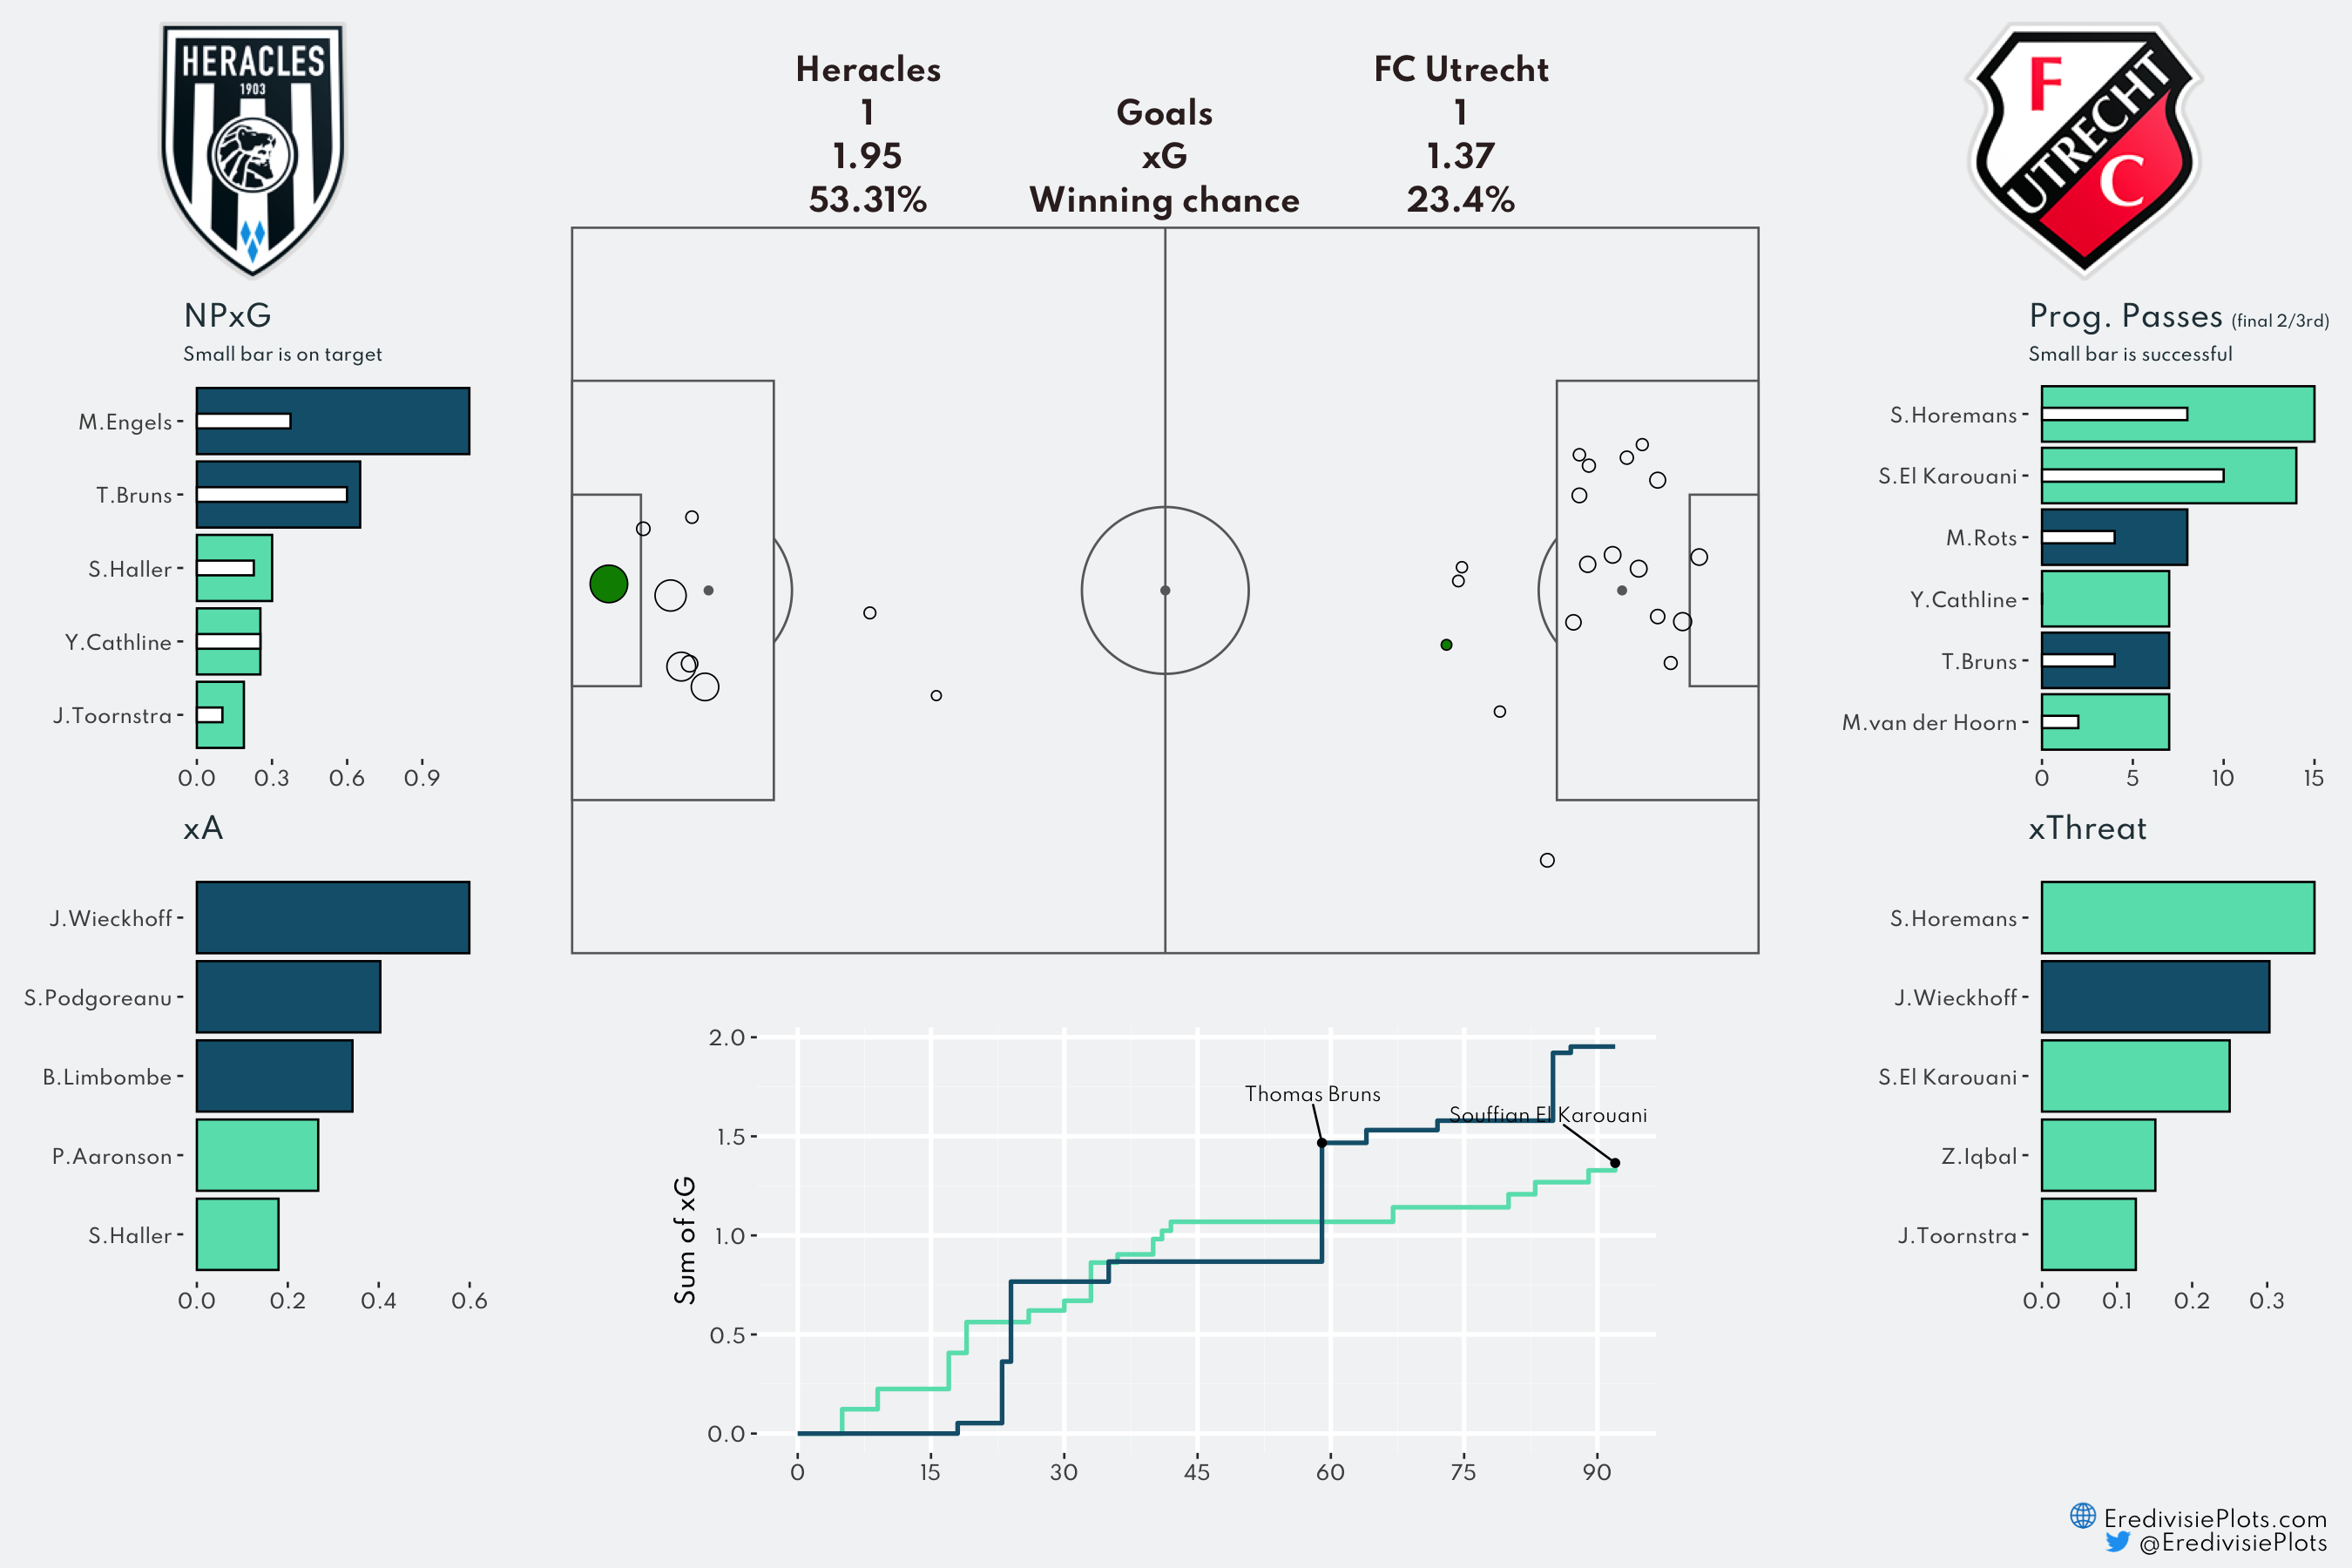 HERACLES
1903
Heracles
FC Utrecht
1
Goals
1
1.95
xG
1.37
53.31%
Winning chance
23.4%
F
UTRECHT
C
NPxG
Small bar is on target
M.Engels
T.Bruns
S.Haller
Y.Cathline
J.Toornstra
0.0 0.3 0.6 0.9
Prog. Passes (final 2/3rd)
Small bar is successful
S.Horemans
S.El Karouani
M.Rots
Y.Cathline
T.Bruns
M.van der Hoorn
0 5 10 15
xA
J.Wieckhoff
S.Podgoreanu
B.Limbombe
P.Aaronson
S.Haller
0.0 0.2 0.4 0.6
Sum of xG
2.0
1.5
1.0
0.5
0.0
Thomas Bruns
Souffian El Karouani
0 15 30 45 60 75 90
xThreat
S.Horemans
J.Wieckhoff
S.El Karouani
Z.Iqbal
J.Toornstra
0.0 0.1 0.2 0.3
EredivisiePlots.com
@EredivisiePlots